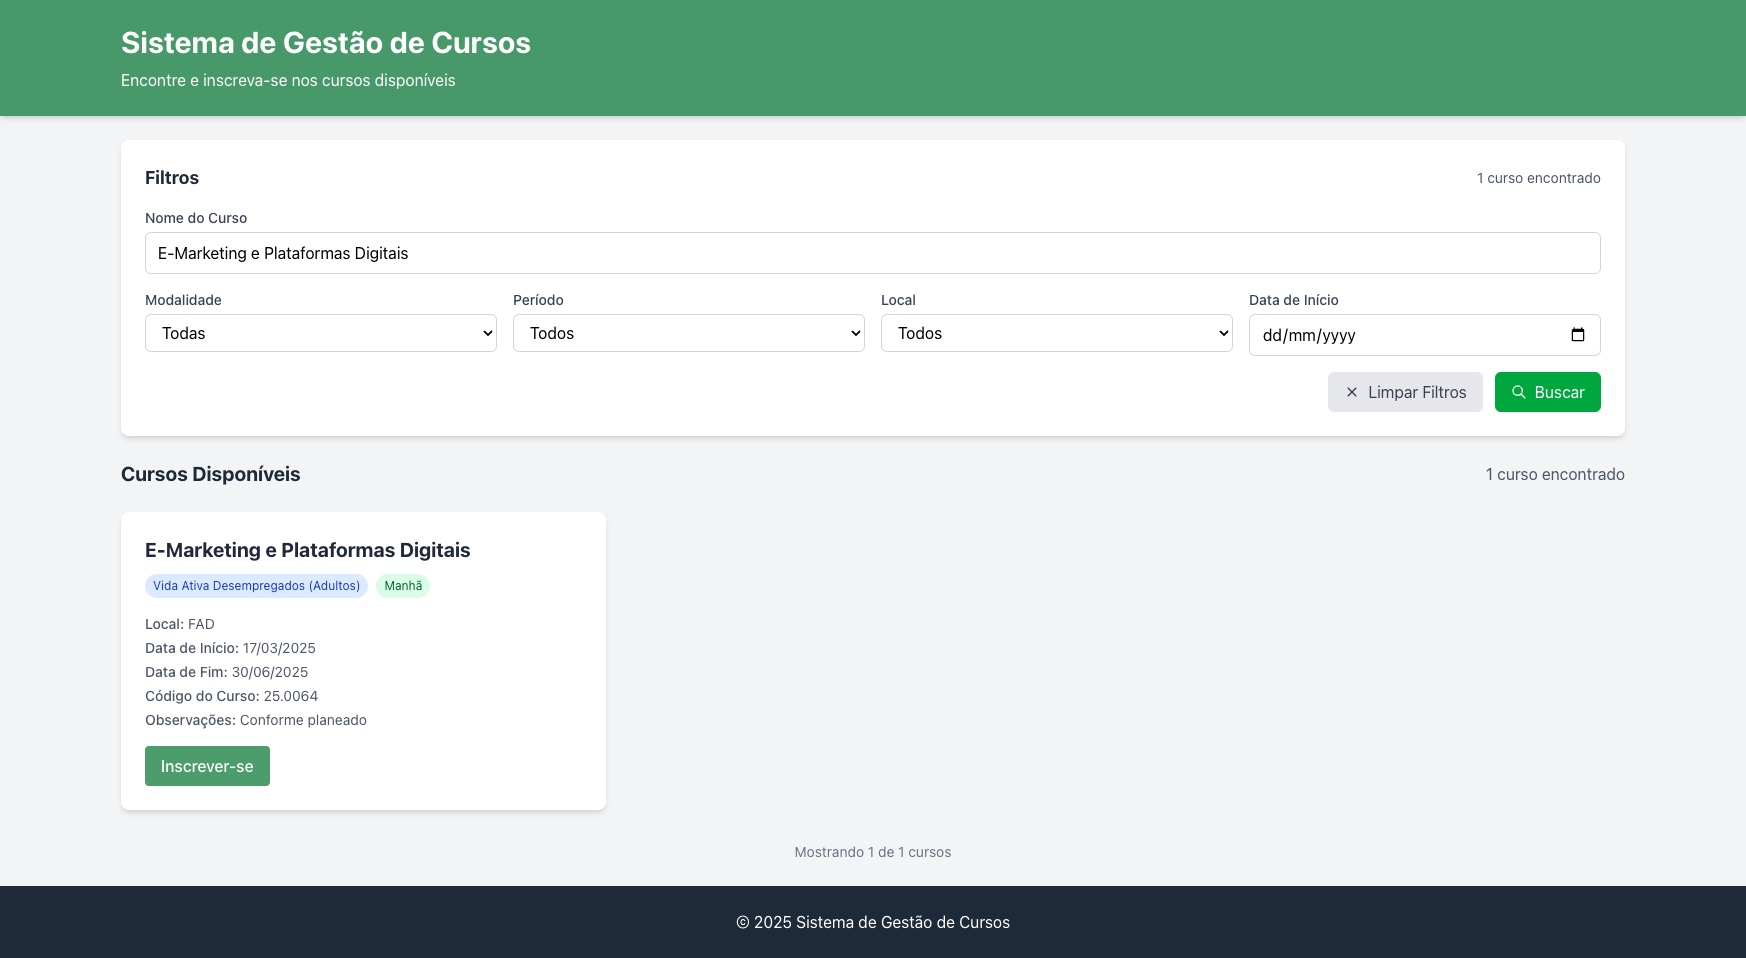 Sistema de Gestão de Cursos
Encontre e inscreva-se nos cursos disponíveis
Filtros
1 curso encontrado
Nome do Curso
E-Marketing e Plataformas Digitais
Modalidade
Período
Local
Data de Início
Todas
Todos
Todos
dd/mm/yyyy
Limpar Filtros
Buscar
Cursos Disponíveis
1 curso encontrado
E-Marketing e Plataformas Digitais
Vida Ativa Desempregados (Adultos)
Manhã
Local: FAD
Data de Início: 17/03/2025
Data de Fim: 30/06/2025
Código do Curso: 25.0064
Observações: Conforme planeado
Inscrever-se
Mostrando 1 de 1 cursos
© 2025 Sistema de Gestão de Cursos